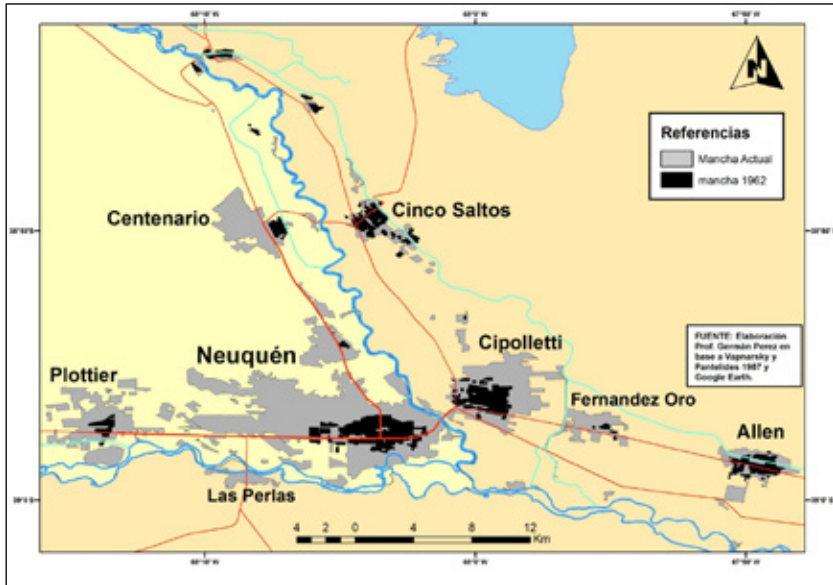 N
Referencias
Mancha Actual
mancha 1962
Centenario
Cinco Saltos
Neuquén
Cipolletti
Plottier
FUENTE: Elaboración
Prof. Germán Perez en
base a Vapnarsky y
Pantelides 1987 y
Google Earth.
Fernandez Oro
Allen
Las Perlas
4 2 0 4 8 12
Km